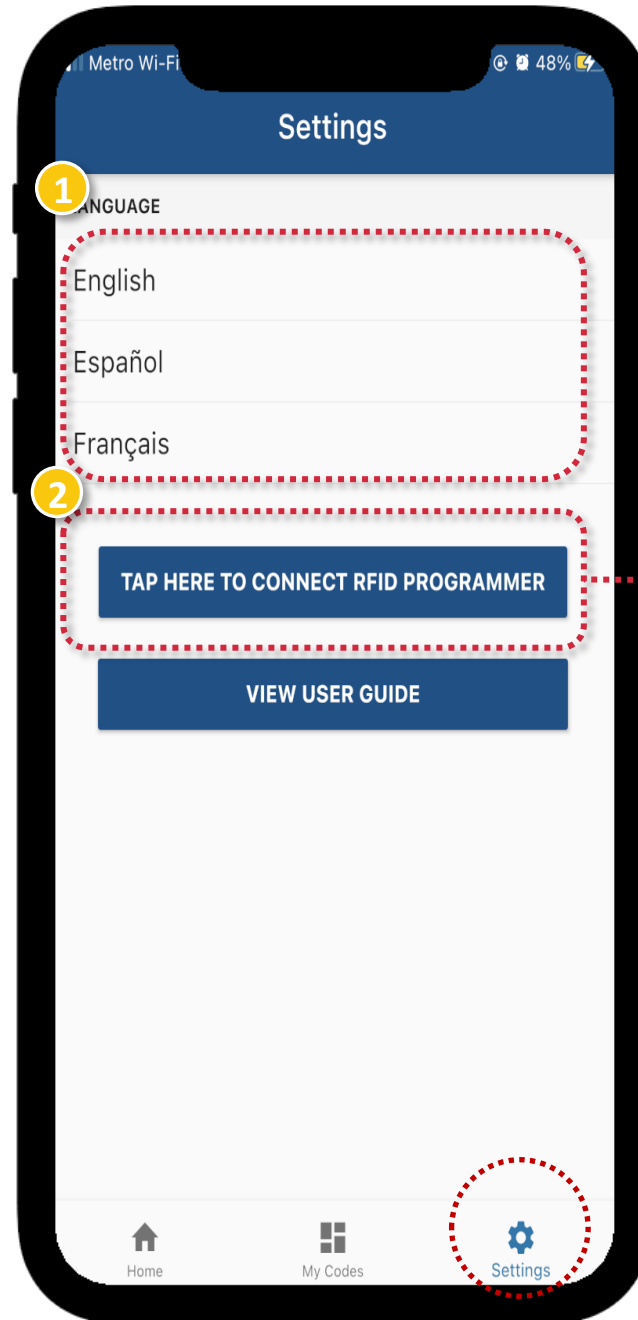 Metro Wi-Fi
48%
Settings
1
LANGUAGE
English
Español
Français
2
TAP HERE TO CONNECT RFID PROGRAMMER
VIEW USER GUIDE
Home
My Codes
Settings